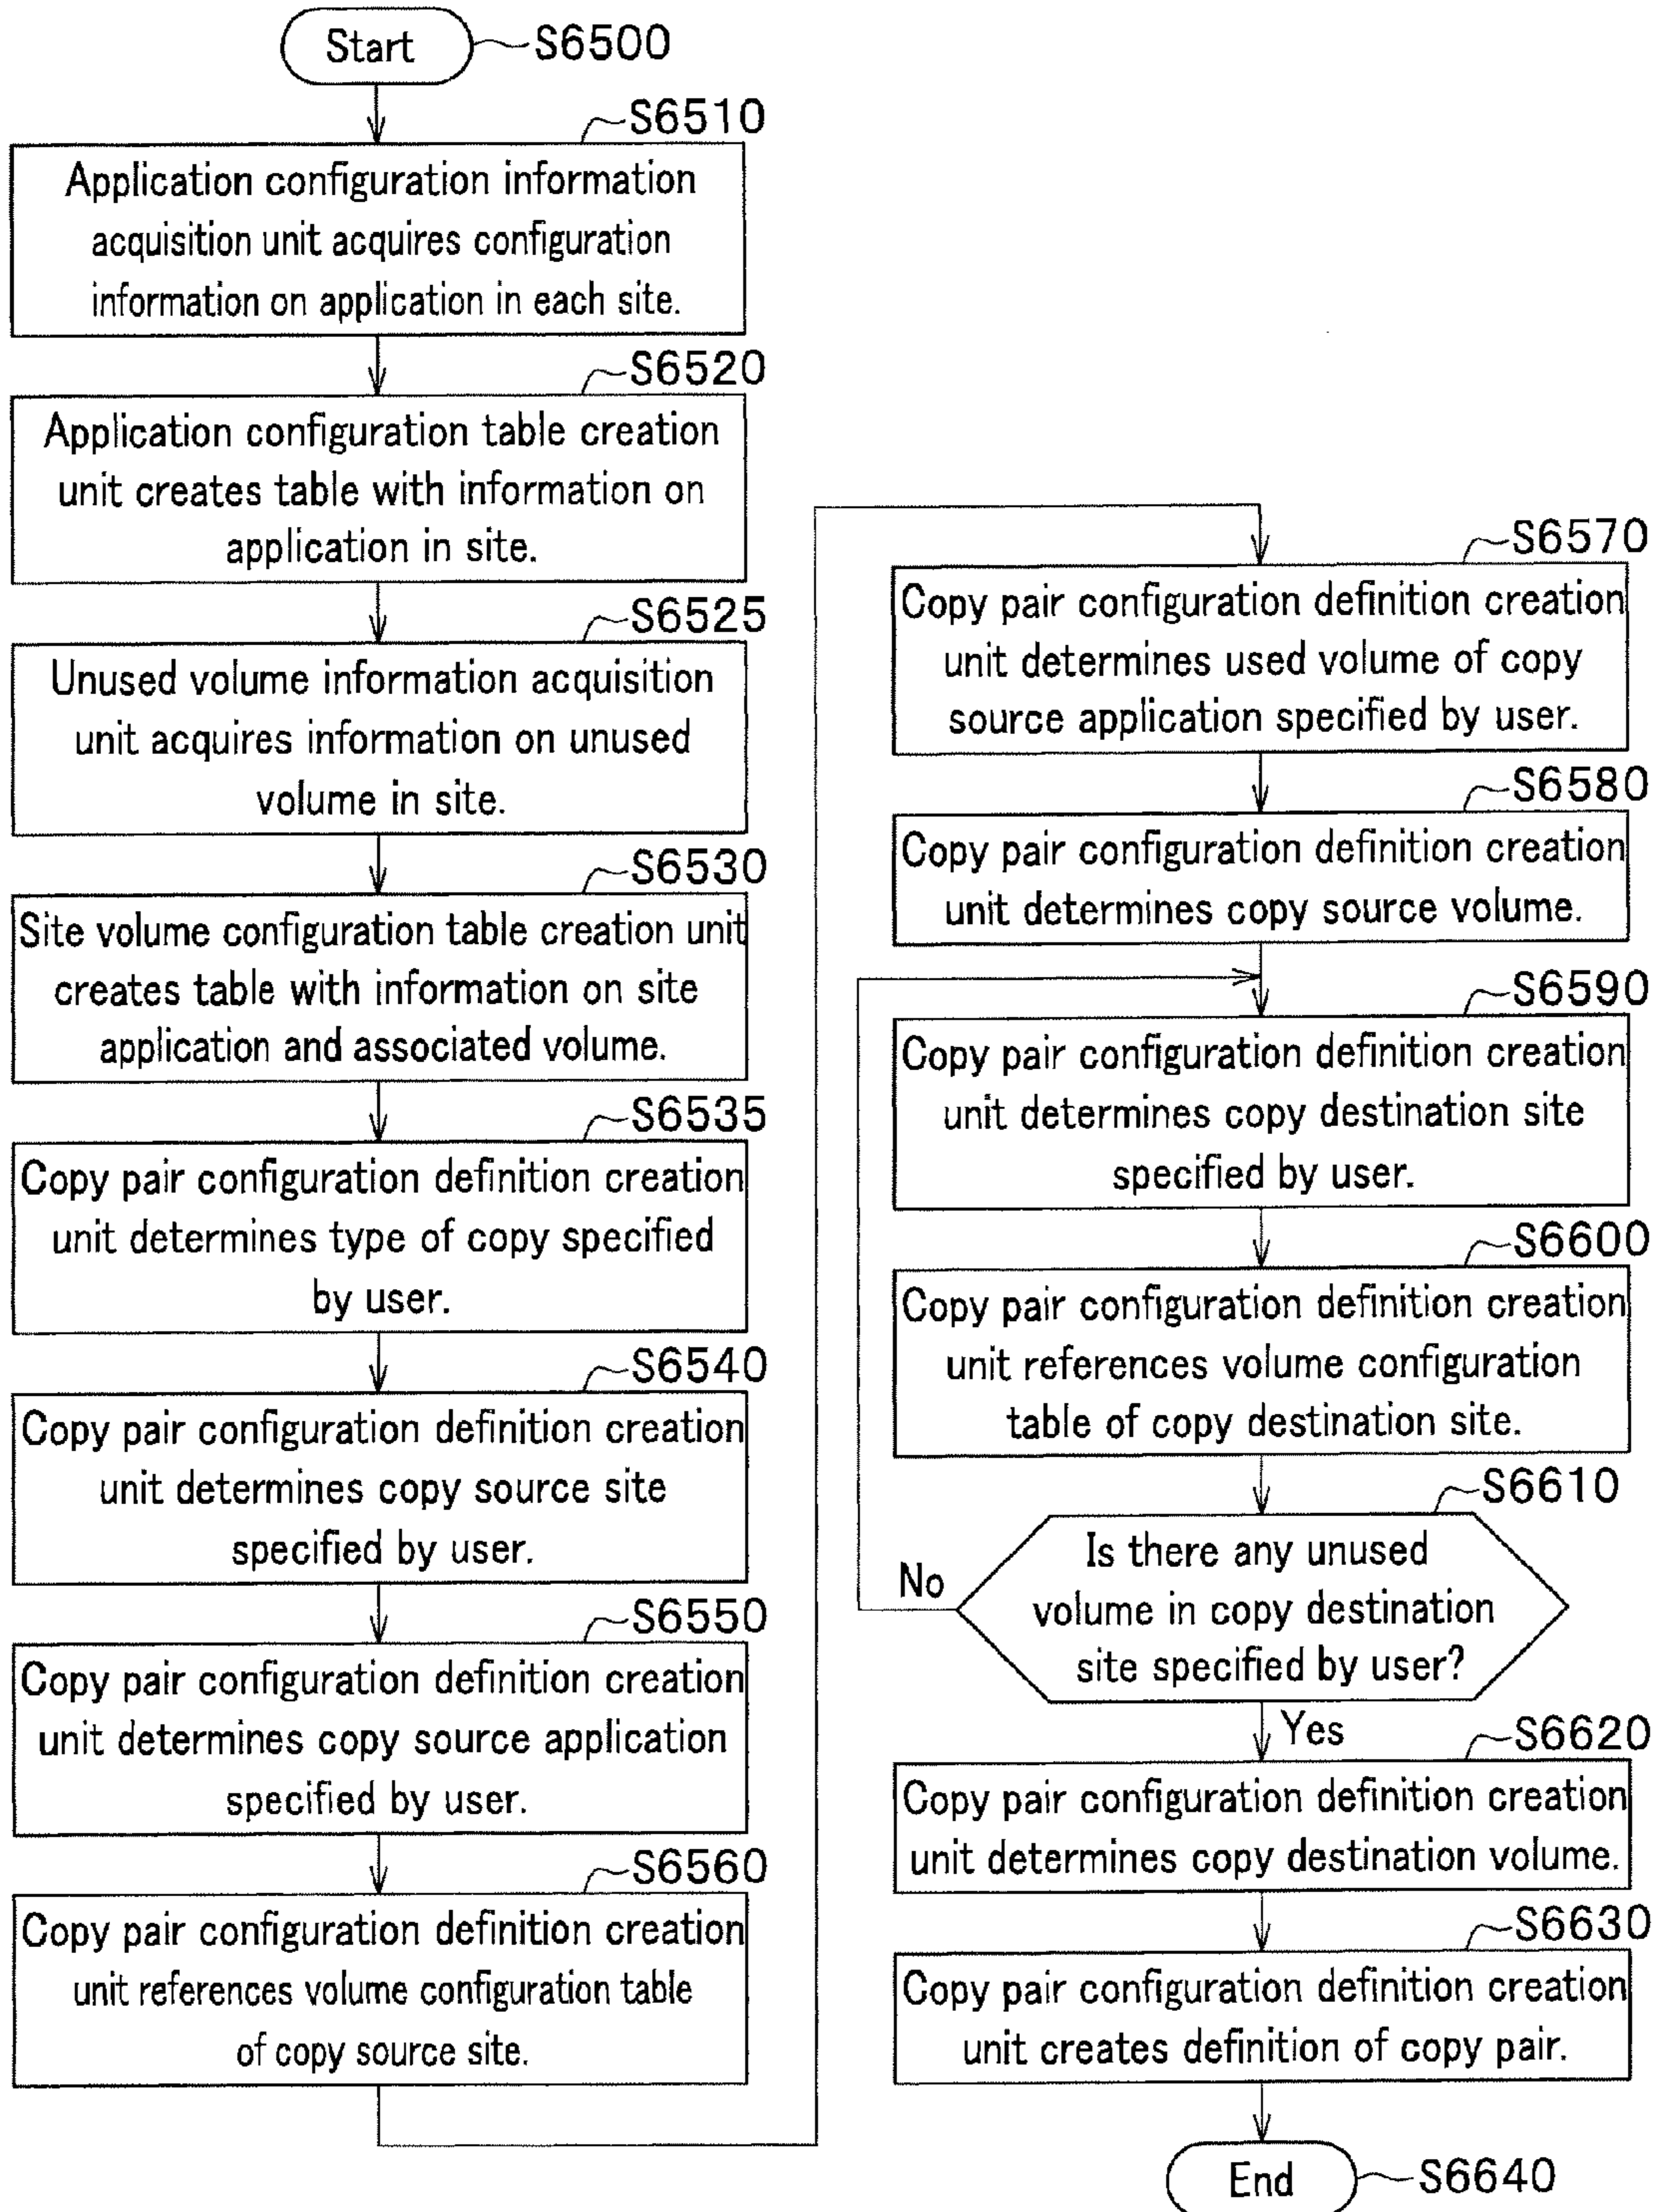 Start
S6500
S6510
Application configuration information
acquisition unit acquires configuration
information on application in each site.
S6520
Application configuration table creation
unit creates table with information on
application in site.
S6525
Unused volume information acquisition
unit acquires information on unused
volume in site.
S6530
Site volume configuration table creation unit
creates table with information on site
application and associated volume.
S6535
Copy pair configuration definition creation
unit determines type of copy specified
by user.
S6540
Copy pair configuration definition creation
unit determines copy source site
specified by user.
S6550
Copy pair configuration definition creation
unit determines copy source application
specified by user.
S6560
Copy pair configuration definition creation
unit references volume configuration table
of copy source site.
S6570
Copy pair configuration definition creation
unit determines used volume of copy
source application specified by user.
S6580
Copy pair configuration definition creation
unit determines copy source volume.
S6590
Copy pair configuration definition creation
unit determines copy destination site
specified by user.
S6600
Copy pair configuration definition creation
unit references volume configuration
table of copy destination site.
S6610
Is there any unused
volume in copy destination
site specified by user?
No
Yes
S6620
Copy pair configuration definition creation
unit determines copy destination volume.
S6630
Copy pair configuration definition creation
unit creates definition of copy pair.
End
S6640